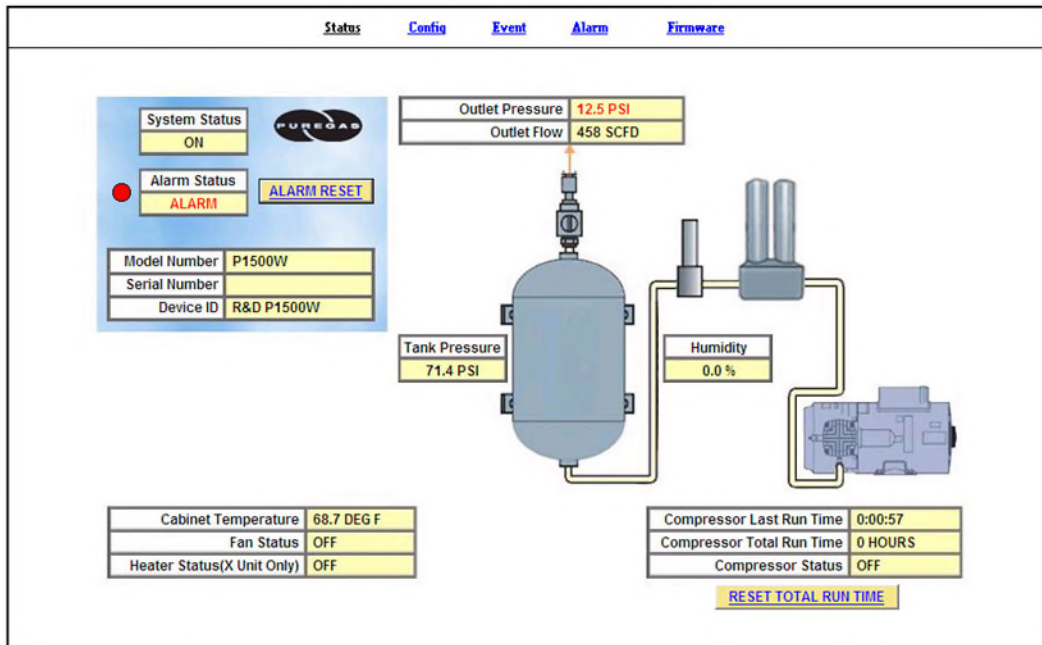 Status Config Event Alarm Firmware
System Status
ON
PUREGAS
Alarm Status
ALARM
ALARM RESET
Model Number P1500W
Serial Number
Device ID R&D P1500W
Outlet Pressure 12.5 PSI
Outlet Flow 458 SCFD
Tank Pressure
71.4 PSI
Humidity
0.0 %
Cabinet Temperature 68.7 DEG F
Fan Status OFF
Heater Status(X Unit Only) OFF
Compressor Last Run Time 0:00:57
Compressor Total Run Time 0 HOURS
Compressor Status OFF
RESET TOTAL RUN TIME